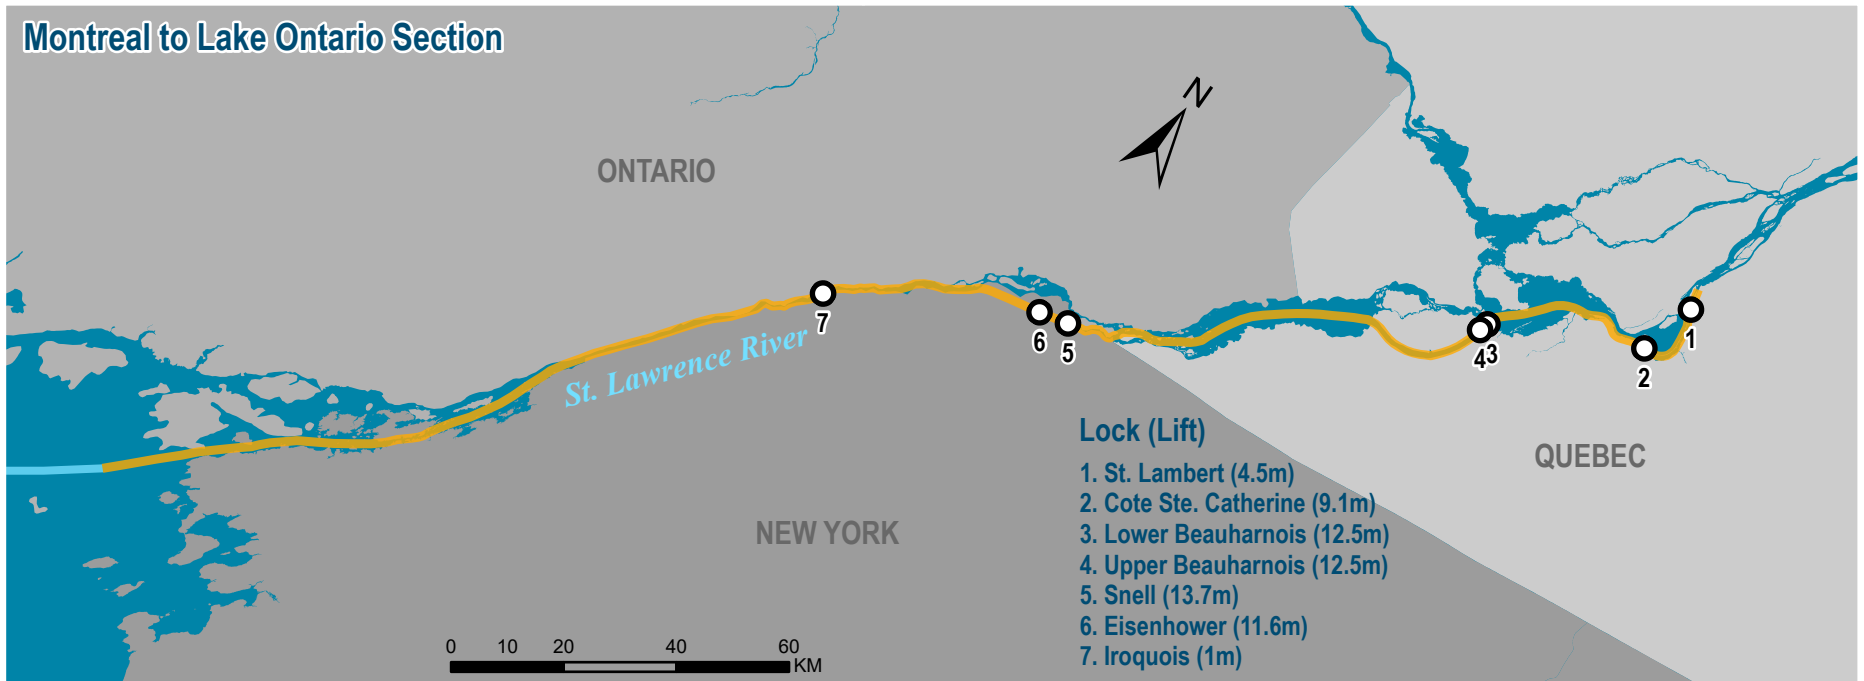 Montreal to Lake Ontario Section
N
ONTARIO
7
6
5
4
3
2
1
St. Lawrence River
QUEBEC
NEW YORK
Lock (Lift)
1. St. Lambert (4.5m)
2. Cote Ste. Catherine (9.1m)
3. Lower Beauharnois (12.5m)
4. Upper Beauharnois (12.5m)
5. Snell (13.7m)
6. Eisenhower (11.6m)
7. Iroquois (1m)
0 10 20 40 60
KM